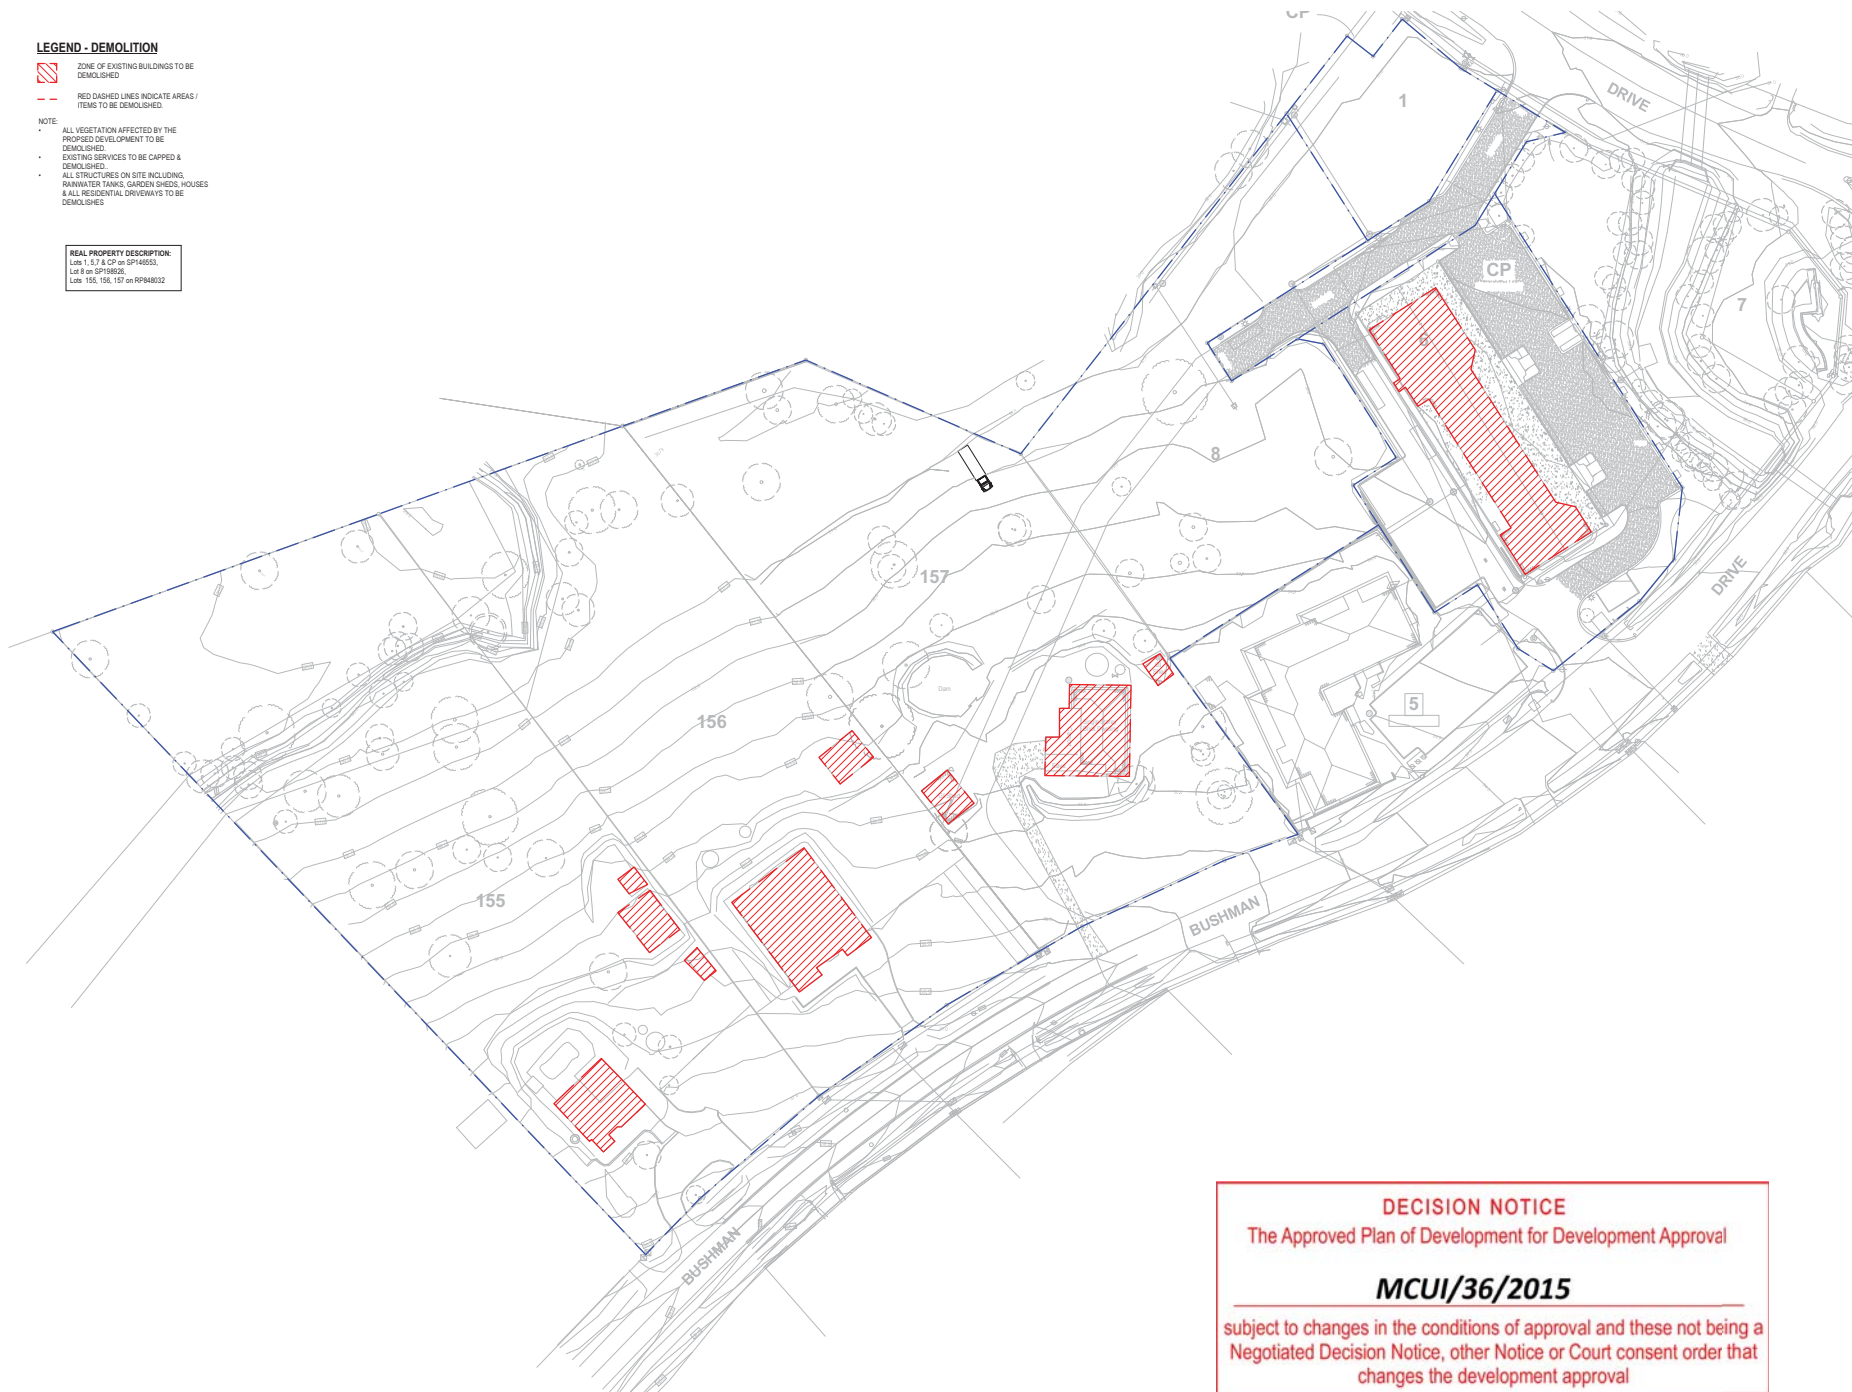 LEGEND - DEMOLITION
ZONE OF EXISTING BUILDINGS TO BE
DEMOLISHED
RED DASHED LINES INDICATE AREAS /
ITEMS TO BE DEMOLISHED.
NOTE:
• ALL VEGETATION AFFECTED BY THE
PROPSED DEVELOPMENT TO BE
DEMOLISHED.
• EXISTING SERVICES TO BE CAPPED &
DEMOLISHED..
• ALL STRUCTURES ON SITE INCLUDING,
RAINWATER TANKS, GARDEN SHEDS, HOUSES
& ALL RESIDENTIAL DRIVEWAYS TO BE
DEMOLISHES
REAL PROPERTY DESCRIPTION:
Lots 1, 5,7 & CP on SP146553,
Lot 8 on SP198926,
Lots 155, 156, 157 on RP848032
CP
1
DRIVE
CP
7
6
8
157
DRIVE
Dam
156
5
155
BUSHMAN
BUSHMAN
DECISION NOTICE
The Approved Plan of Development for Development Approval
MCUI/36/2015
subject to changes in the conditions of approval and these not being a
Negotiated Decision Notice, other Notice or Court consent order that
changes the development approval